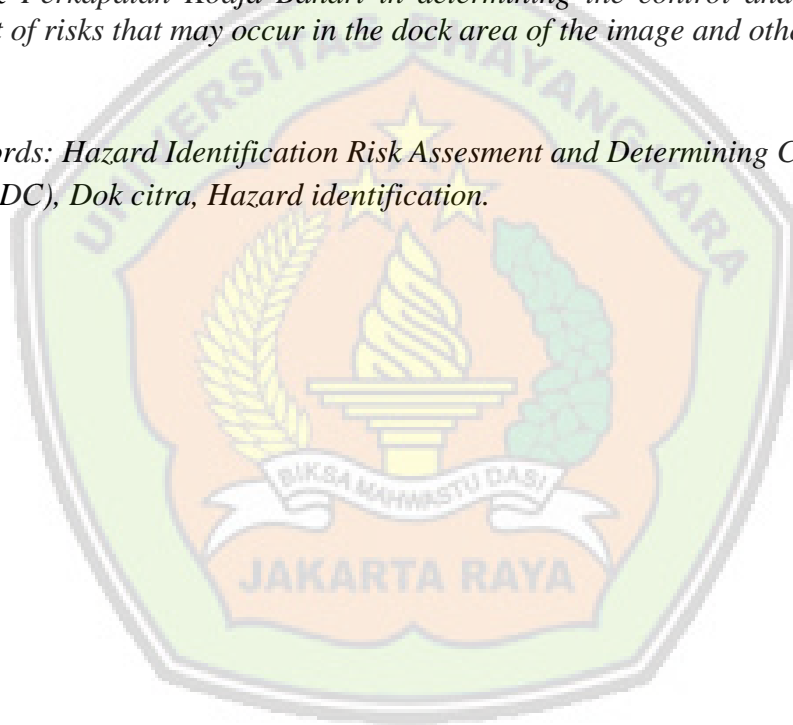 Perkapalan Kodja Bahari in determining the control and
of risks that may occur in the dock area of the image and othe
ords: Hazard Identification Risk Assesment and Determining C
DC), Dok citra, Hazard identification.
UNIVERSITAS BHAYANGKARA
BIKSA MAHWASTU DASI
JAKARTA RAYA